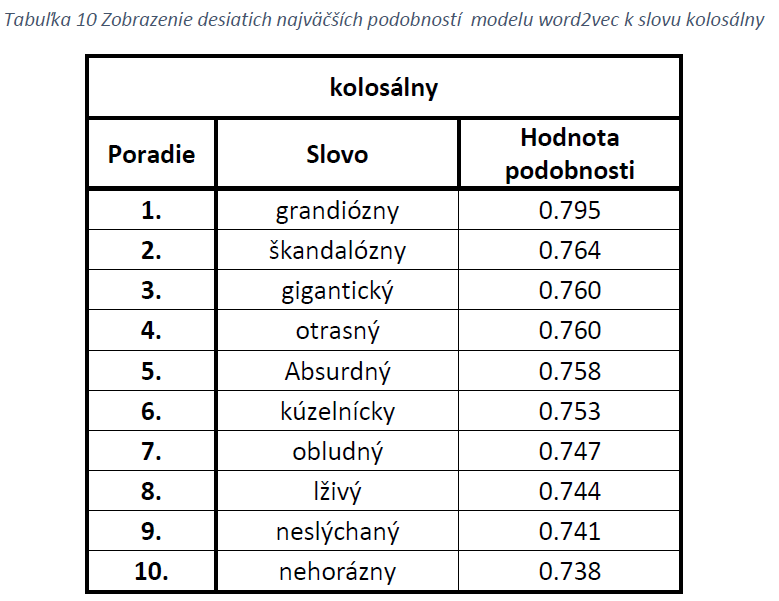 Tabuľka 10 Zobrazenie desiatich najväčších podobností modelu word2vec k slovu kolosálny
kolosálny
Poradie Slovo Hodnota podobnosti
1. grandiózny 0.795
2. škandalózny 0.764
3. gigantický 0.760
4. otrasný 0.760
5. Absurdný 0.758
6. kúzelnícky 0.753
7. obludný 0.747
8. lživý 0.744
9. neslýchaný 0.741
10. nehorázny 0.738